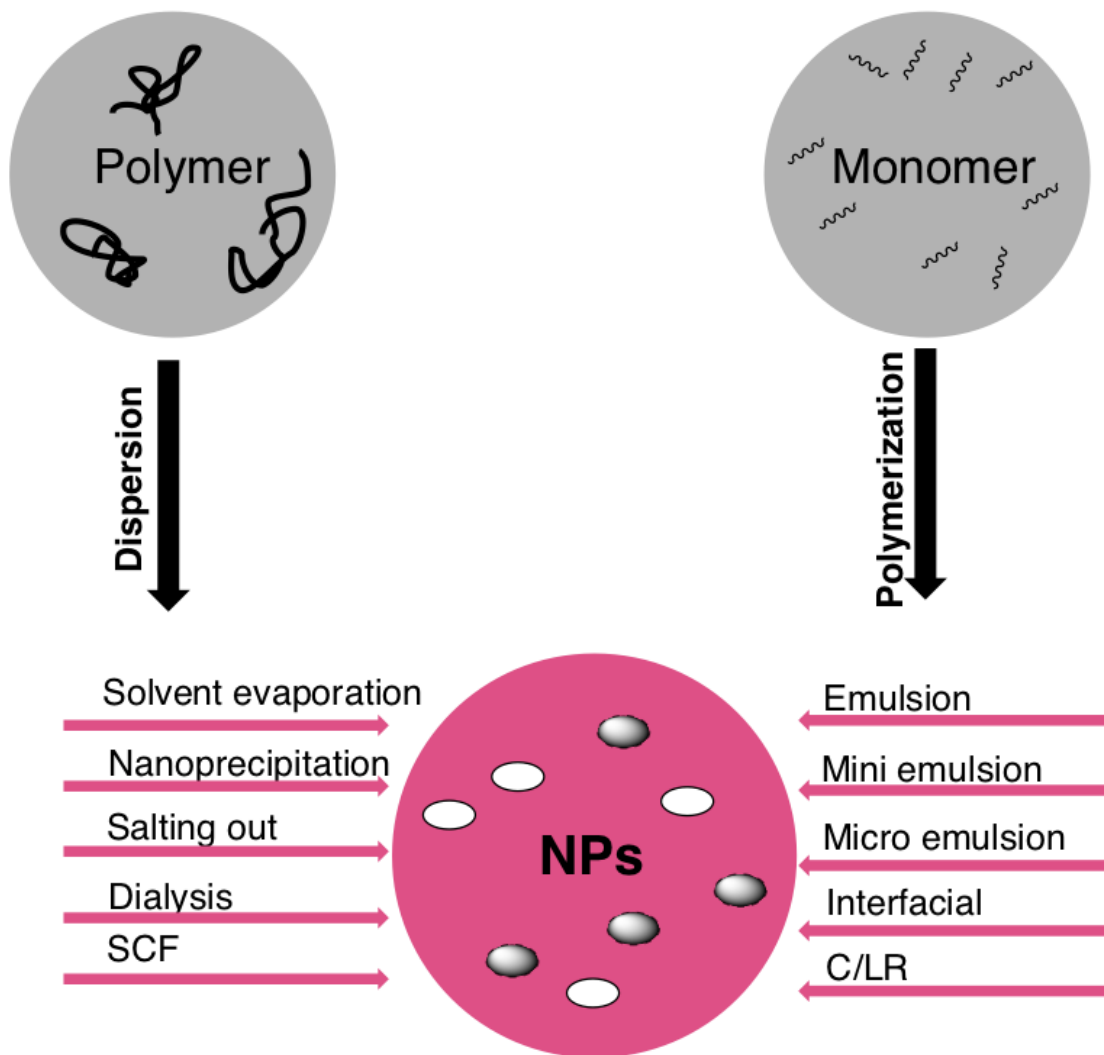 Polymer
Monomer
Dispersion
Polymerization
Solvent evaporation
Nanoprecipitation
Salting out
Dialysis
SCF
NPs
Emulsion
Mini emulsion
Micro emulsion
Interfacial
C/LR